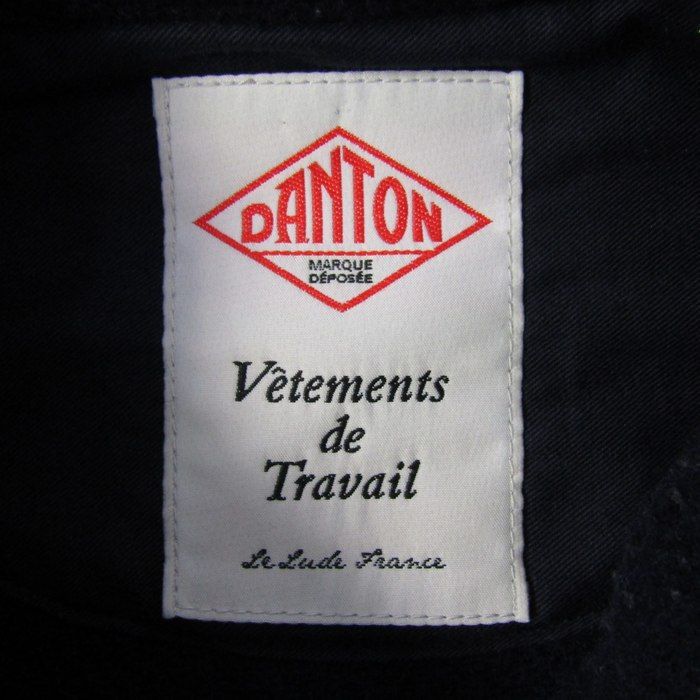 DANTON
MARQUE
DÉPOSÉE
Vêtements
de
Travail
Le Lude France